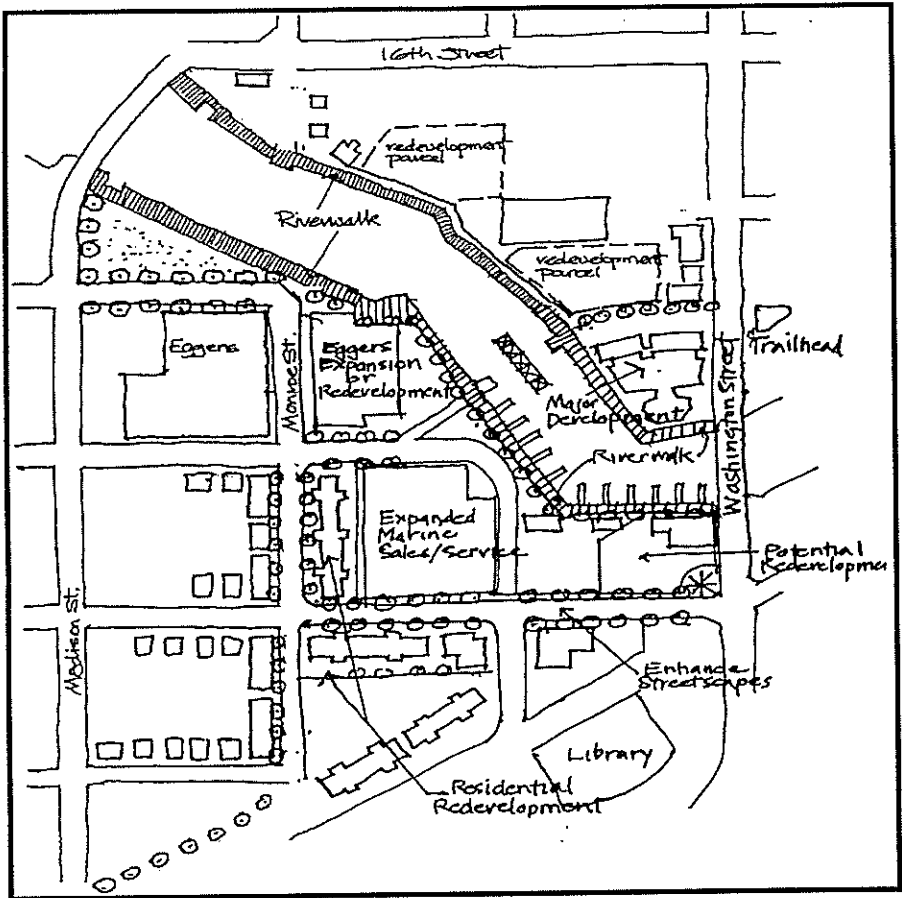 16th Street
redevelopment
parcel
Riverwalk
redevelopment
parcel
Eggers
Monroe St.
Eggers
Expansion
or
Redevelopment
Trailhead
Major
Development
Washington Street
Riverwalk
Expanded
Marine
Sales/Service
Potential
Redevelopme
Madison St.
Enhance
Streetscapes
Library
Residential
Redevelopment